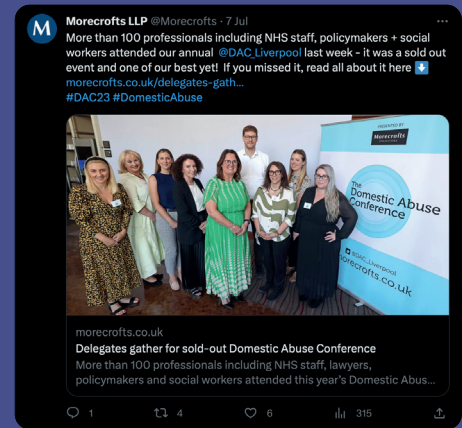 Morecrofts LLP @Morecrofts · 7 Jul
More than 100 professionals including NHS staff, policymakers + social
workers attended our annual @DAC_Liverpool last week - it was a sold out
event and one of our best yet! If you missed it, read all about it here ⬇️
morecrofts.co.uk/delegates-gath...
#DAC23 #DomesticAbuse
PRESENTED BY
Morecrofts
The
Domestic Abuse
Conference
@DAC_Liverpool
morecrofts.co.uk
morecrofts.co.uk
Delegates gather for sold-out Domestic Abuse Conference
More than 100 professionals including NHS staff, lawyers,
policymakers and social workers attended this year's Domestic Abus...
1 4 6 315